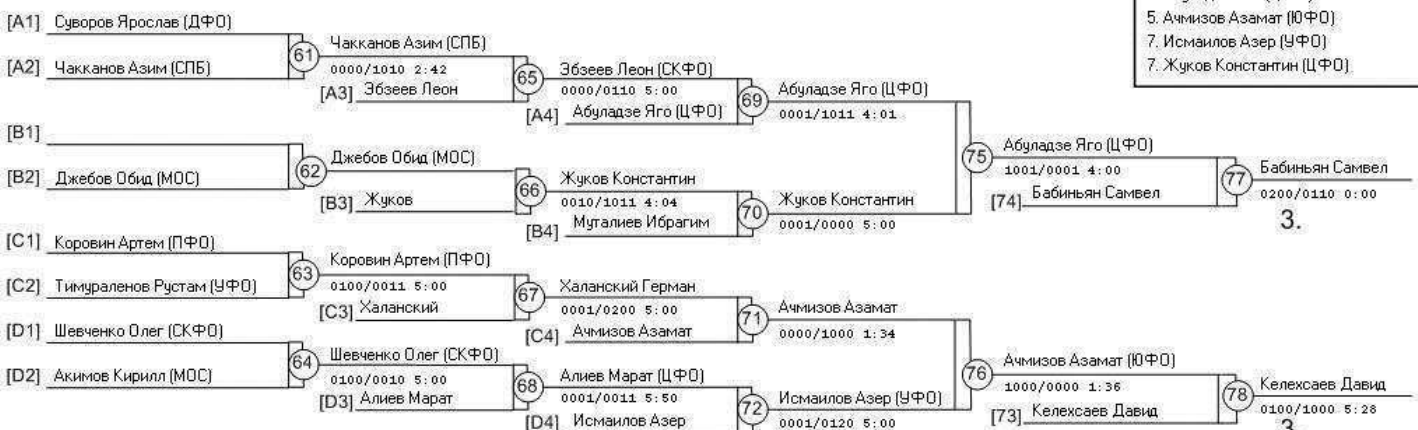 5. Ачмизов Азамат (ЮФО)
7. Исмаилов Азер (УФО)
7. Жуков Константин (ЦФО)
[A1] Суворов Ярослав (ДФО)
61 Чакканов Азим (СПБ)
[A2] Чакканов Азим (СПБ)
0000/1010 2:42
65 Эбзеев Леон (СКФО)
[A3] Эбзеев Леон
0000/0110 5:00
69 Абуладзе Яго (ЦФО)
[A4] Абуладзе Яго (ЦФО)
0001/1011 4:01
[B1]
75 Абуладзе Яго (ЦФО)
62 Джебов Обид (МОС)
1001/0001 4:00
77 Бабиньян Самвел
[B2] Джебов Обид (МОС)
66 Жуков Константин
[74] Бабиньян Самвел
0200/0110 0:00
[B3] Жуков
0010/1011 4:04
70 Жуков Константин
3.
[B4] Муталиев Ибрагим
0001/0000 5:00
[C1] Коровин Артем (ПФО)
63 Коровин Артем (ПФО)
[C2] Тимураленов Рустам (УФО)
0100/0011 5:00
67 Халанский Герман
[C3] Халанский
0001/0200 5:00
71 Ачмизов Азамат
[C4] Ачмизов Азамат
0000/1000 1:34
[D1] Шевченко Олег (СКФО)
64 Шевченко Олег (СКФО)
76 Ачмизов Азамат (ЮФО)
[D2] Акимов Кирилл (МОС)
0100/0010 5:00
68 Алиев Марат (ЦФО)
1000/0000 1:36
78 Келехсаев Давид
[D3] Алиев Марат
0001/0011 5:50
72 Исмаилов Азер (УФО)
[73] Келехсаев Давид
0100/1000 5:28
[D4] Исмаилов Азер
0001/0120 5:00
3.